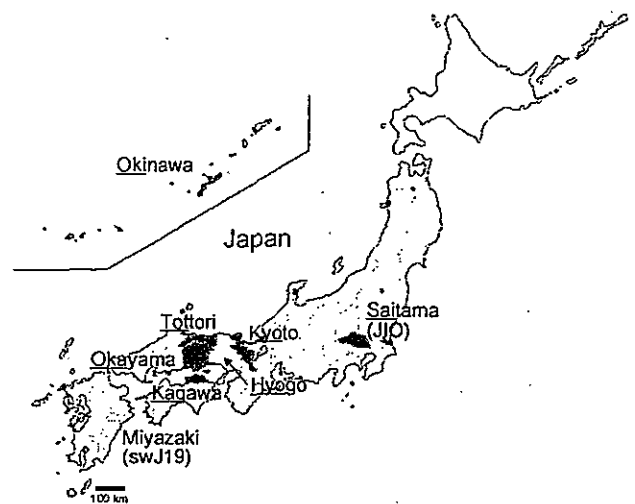 Okinawa
Japan
Tottori
Kyoto
Saitama
(JIO)
Okayama
Hyogo
Kagawa
Miyazaki
(swJ19)
100 km